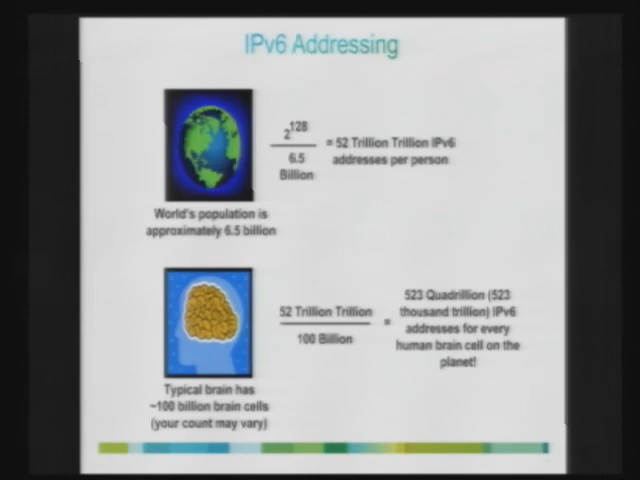 IPv6 Addressing
2^128
6.5
Billion
= 52 Trillion Trillion IPv6
addresses per person
World's population is
approximately 6.5 billion
52 Trillion Trillion
100 Billion
=
523 Quadrillion (523
thousand trillion) IPv6
addresses for every
human brain cell on the
planet!
Typical brain has
~100 billion brain cells
(your count may vary)